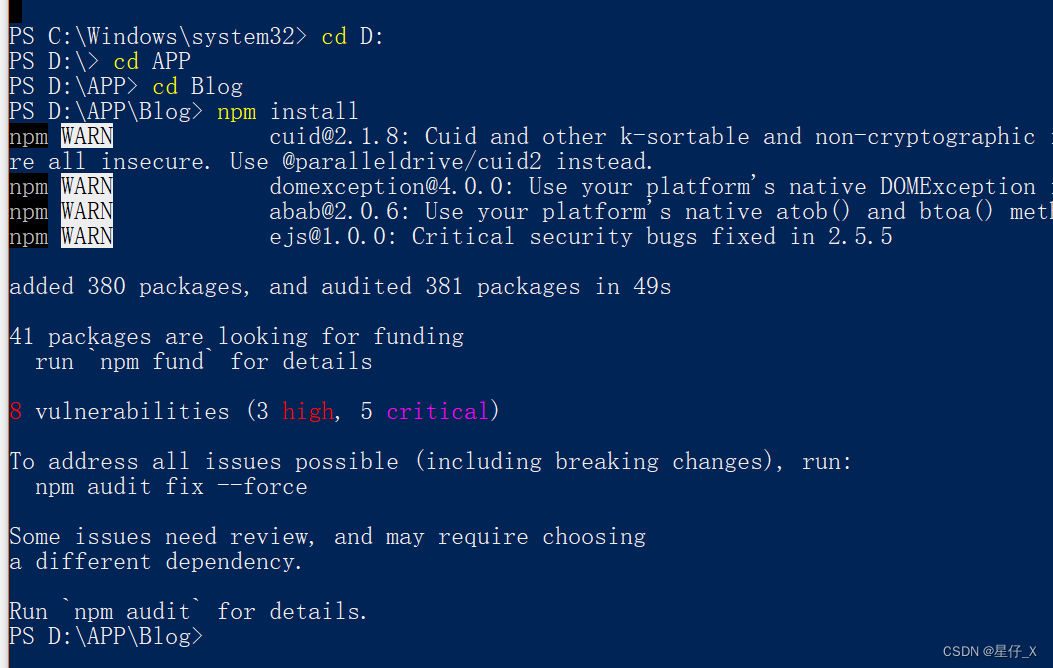 PS C:\Windows\system32> cd D:
PS D:\> cd APP
PS D:\APP> cd Blog
PS D:\APP\Blog> npm install
npm WARN cuid@2.1.8: Cuid and other k-sortable and non-cryptographic
re all insecure. Use @paralleldrive/cuid2 instead.
npm WARN domexception@4.0.0: Use your platform's native DOMException
npm WARN abab@2.0.6: Use your platform's native atob() and btoa()
npm WARN ejs@1.0.0: Critical security bugs fixed in 2.5.5
added 380 packages, and audited 381 packages in 49s
41 packages are looking for funding
run `npm fund` for details
8 vulnerabilities (3 high, 5 critical)
To address all issues possible (including breaking changes), run:
npm audit fix --force
Some issues need review, and may require choosing
a different dependency.
Run `npm audit` for details.
PS D:\APP\Blog>
CSDN @星仔_X